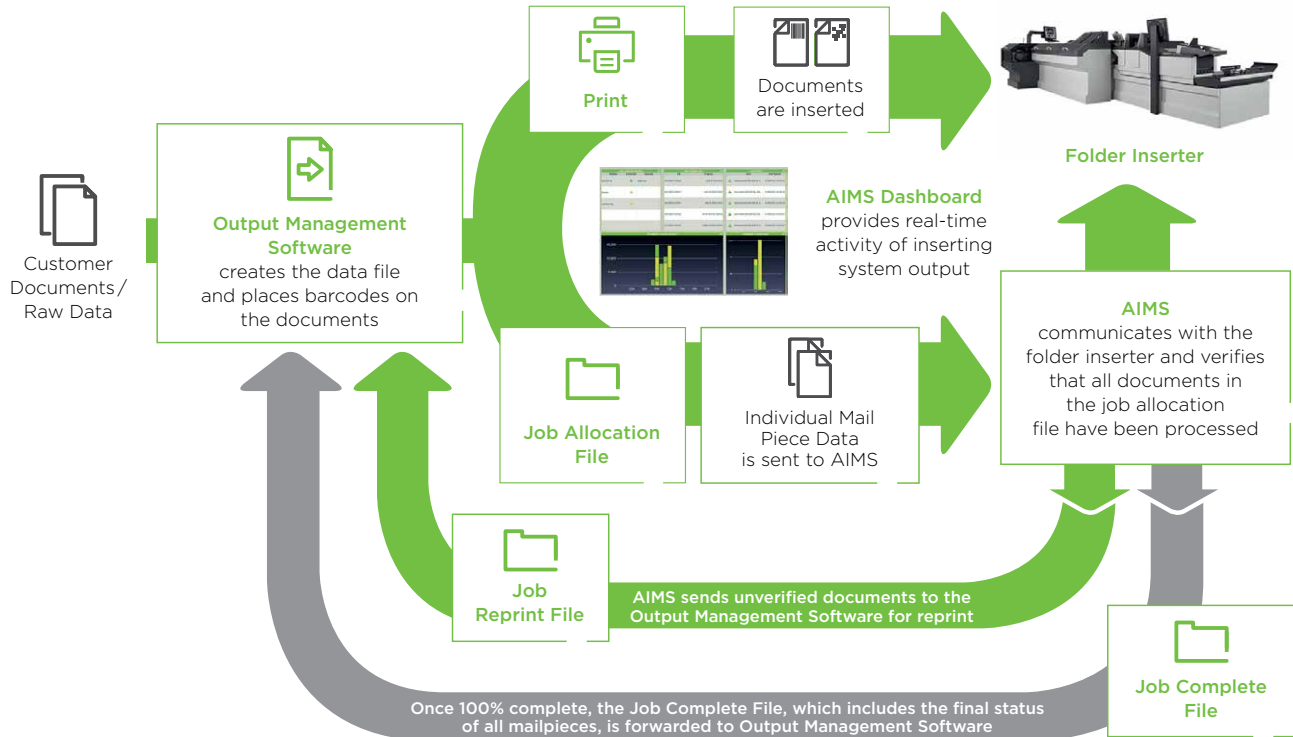 Customer
Documents/
Raw Data
Output Management
Software
creates the data file
and places barcodes on
the documents
Print
Documents
are inserted
Folder Inserter
AIMS Dashboard
provides real-time
activity of inserting
system output
Job Allocation
File
Individual Mail
Piece Data
is sent to AIMS
AIMS
communicates with the
folder inserter and verifies
that all documents in
the job allocation
file have been processed
Job
Reprint File
AIMS sends unverified documents to the
Output Management Software for reprint
Job Complete
File
Once 100% complete, the Job Complete File, which includes the final status
of all mailpieces, is forwarded to Output Management Software